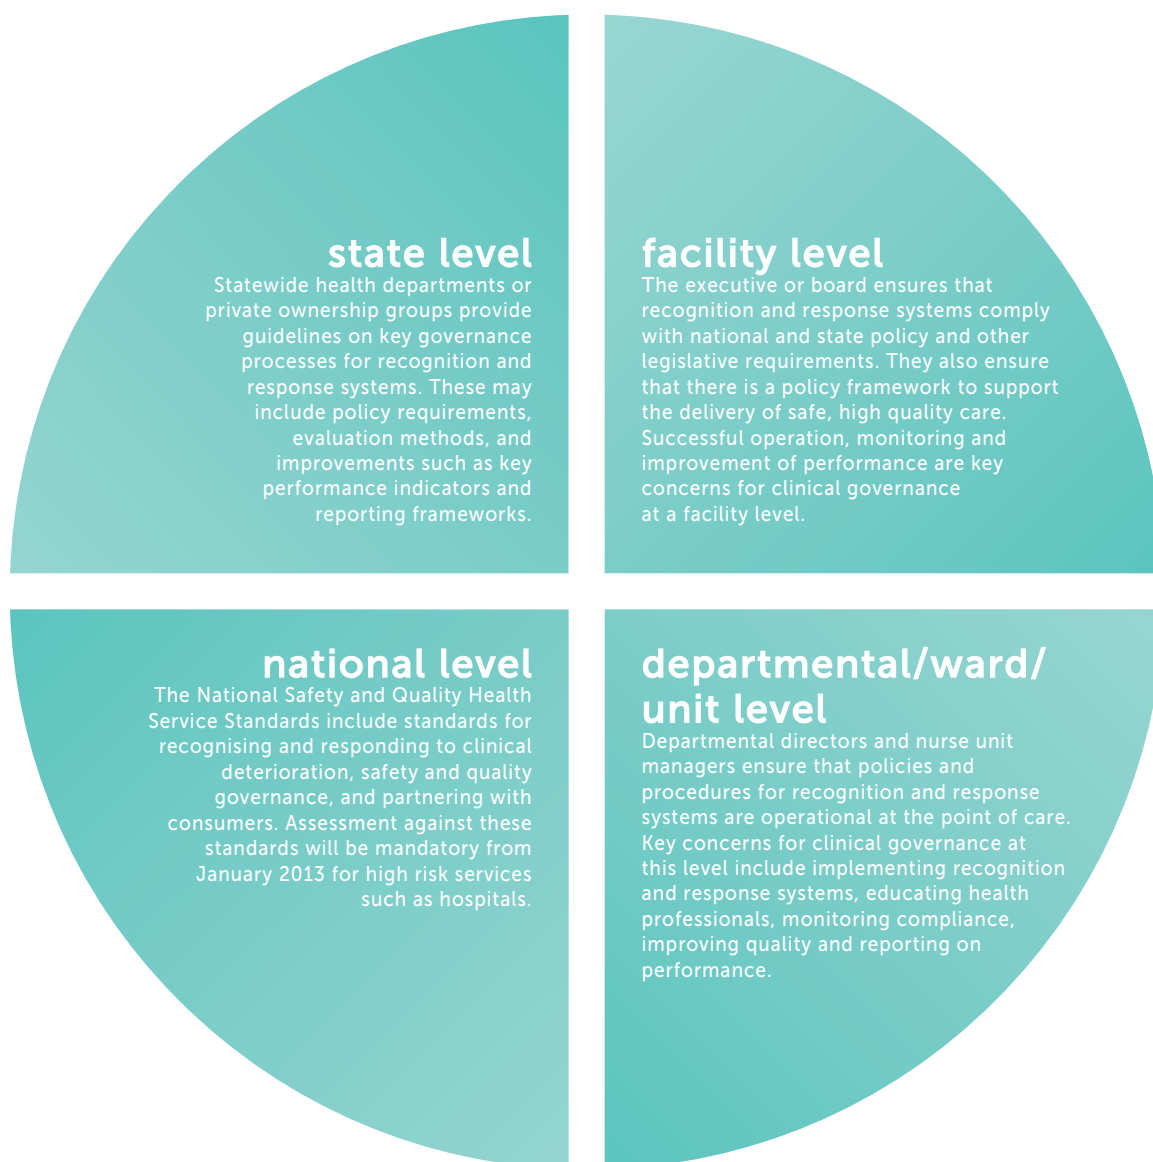 state level
Statewide health departments or
private ownership groups provide
guidelines on key governance
processes for recognition and
response systems. These may
include policy requirements,
evaluation methods, and
improvements such as key
performance indicators and
reporting frameworks.
facility level
The executive or board ensures that
recognition and response systems comply
with national and state policy and other
legislative requirements. They also ensure
that there is a policy framework to support
the delivery of safe, high quality care.
Successful operation, monitoring and
improvement of performance are key
concerns for clinical governance
at a facility level.
national level
The National Safety and Quality Health
Service Standards include standards for
recognising and responding to clinical
deterioration, safety and quality
governance, and partnering with
consumers. Assessment against these
standards will be mandatory from
January 2013 for high risk services
such as hospitals.
departmental/ward/
unit level
Departmental directors and nurse unit
managers ensure that policies and
procedures for recognition and response
systems are operational at the point of care.
Key concerns for clinical governance at
this level include implementing recognition
and response systems, educating health
professionals, monitoring compliance,
improving quality and reporting on
performance.